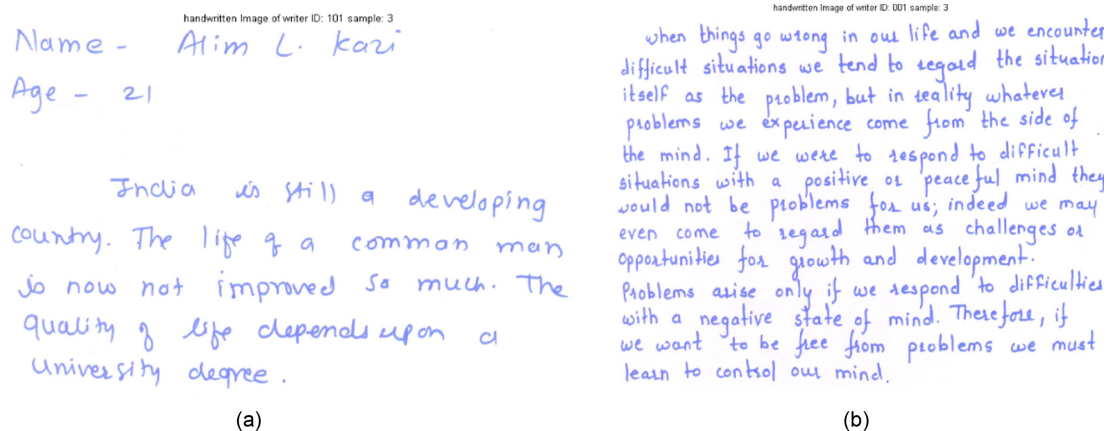 handwritten Image of writer ID: 101 sample: 3
Name - Alim L. Kazi
Age - 21
India is still a developing
country. The life of a common man
is now not improved so much. The
quality of life depends upon a
university degree.
(a)
handwritten Image of writer ID: 001 sample: 3
when things go wrong in our life and we encounter
difficult situations we tend to regard the situation
itself as the problem, but in reality whatever
problems we experience come from the side of
the mind. If we were to respond to difficult
situations with a positive or peaceful mind they
would not be problems for us; indeed we may
even come to regard them as challenges or
opportunities for growth and development.
Problems arise only if we respond to difficulties
with a negative state of mind. Therefore, if
we want to be free from problems we must
learn to control our mind.
(b)